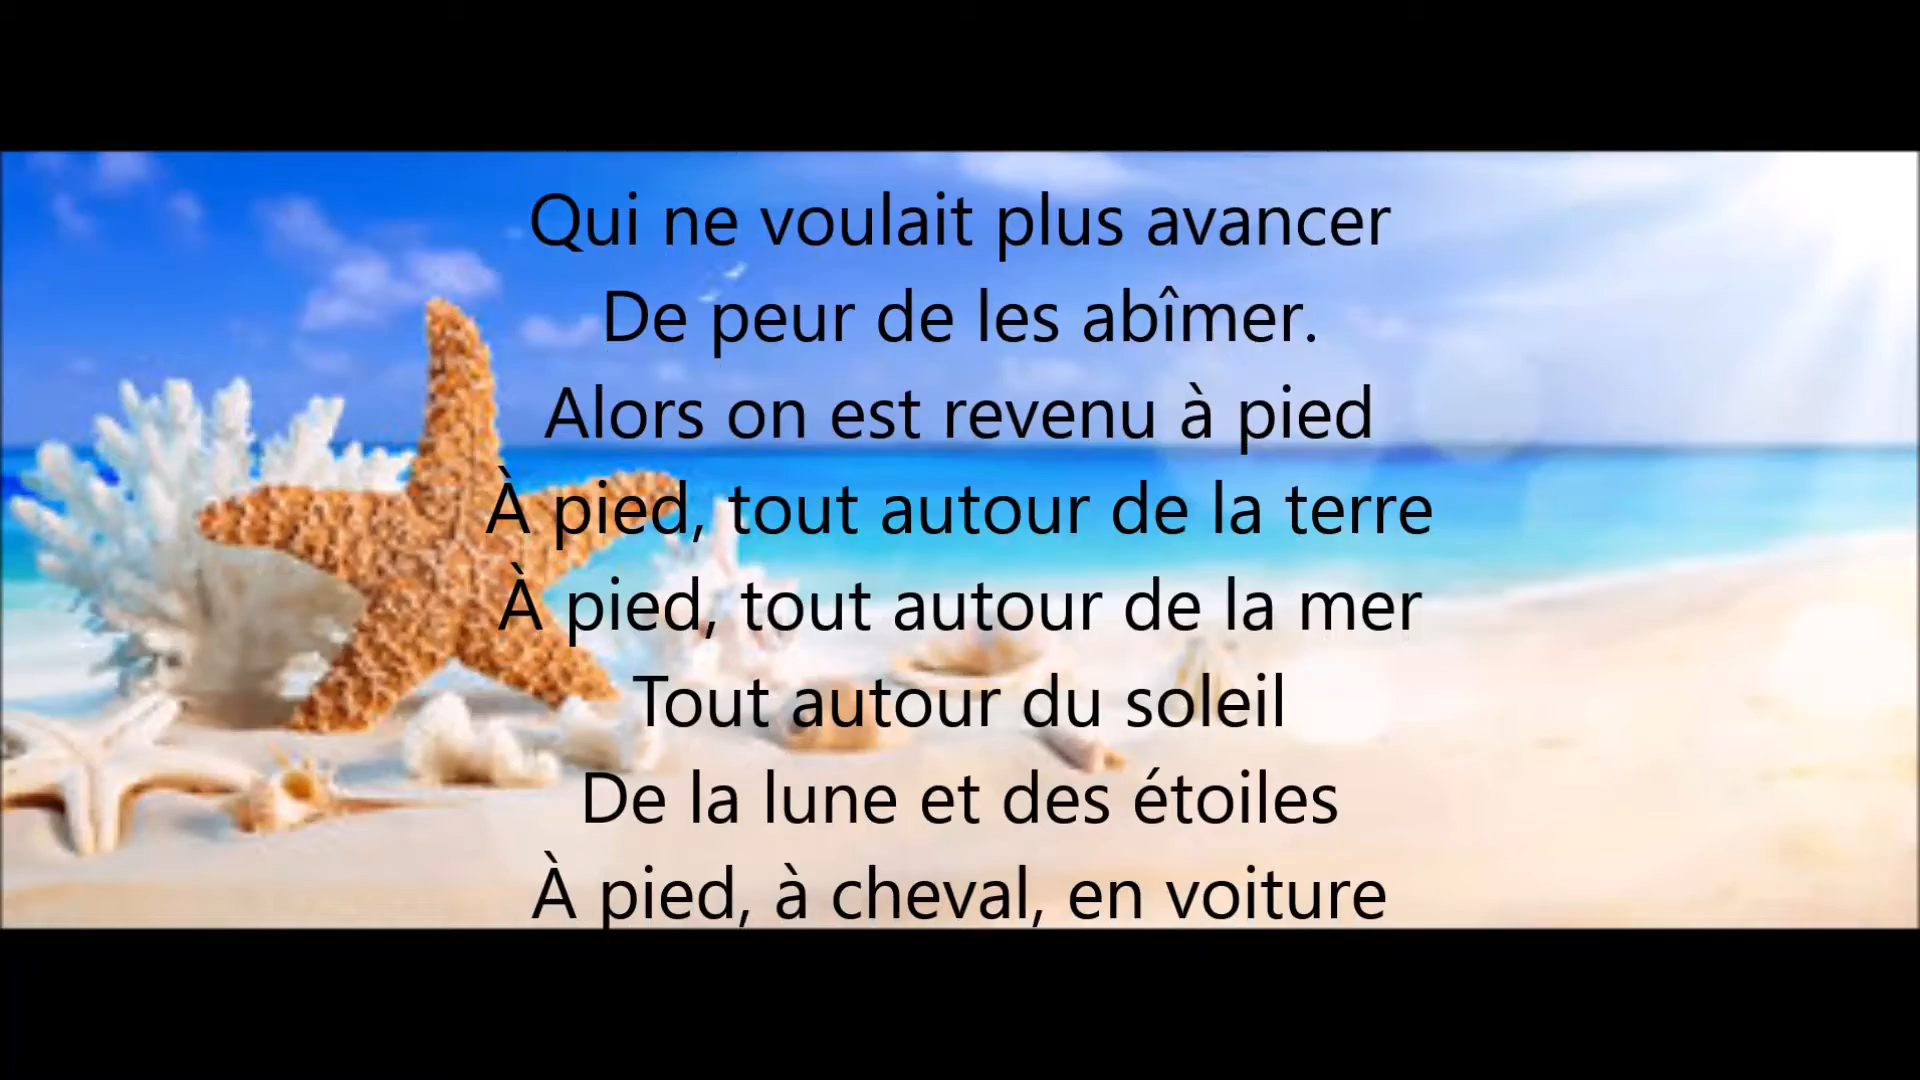 Qui ne voulait plus avancer
De peur de les abîmer.
Alors on est revenu à pied
À pied, tout autour de la terre
À pied, tout autour de la mer
Tout autour du soleil
De la lune et des étoiles
À pied, à cheval, en voiture